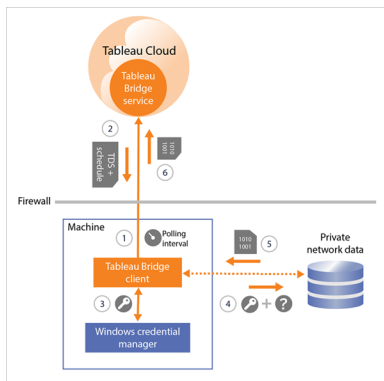 Tableau Cloud
Tableau
Bridge
service
2
TDS +
schedule
1010
1001
6
Firewall
Machine
1
Polling
interval
1010
1001
5
Private
network data
Tableau Bridge
client
3
4
+
?
Windows credential
manager